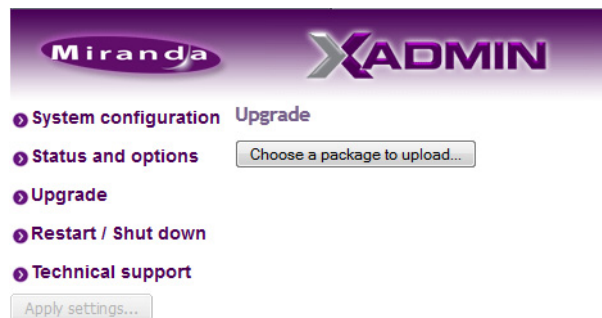 Miranda
XADMIN
System configuration
Upgrade
Choose a package to upload...
Status and options
Upgrade
Restart / Shut down
Technical support
Apply settings...